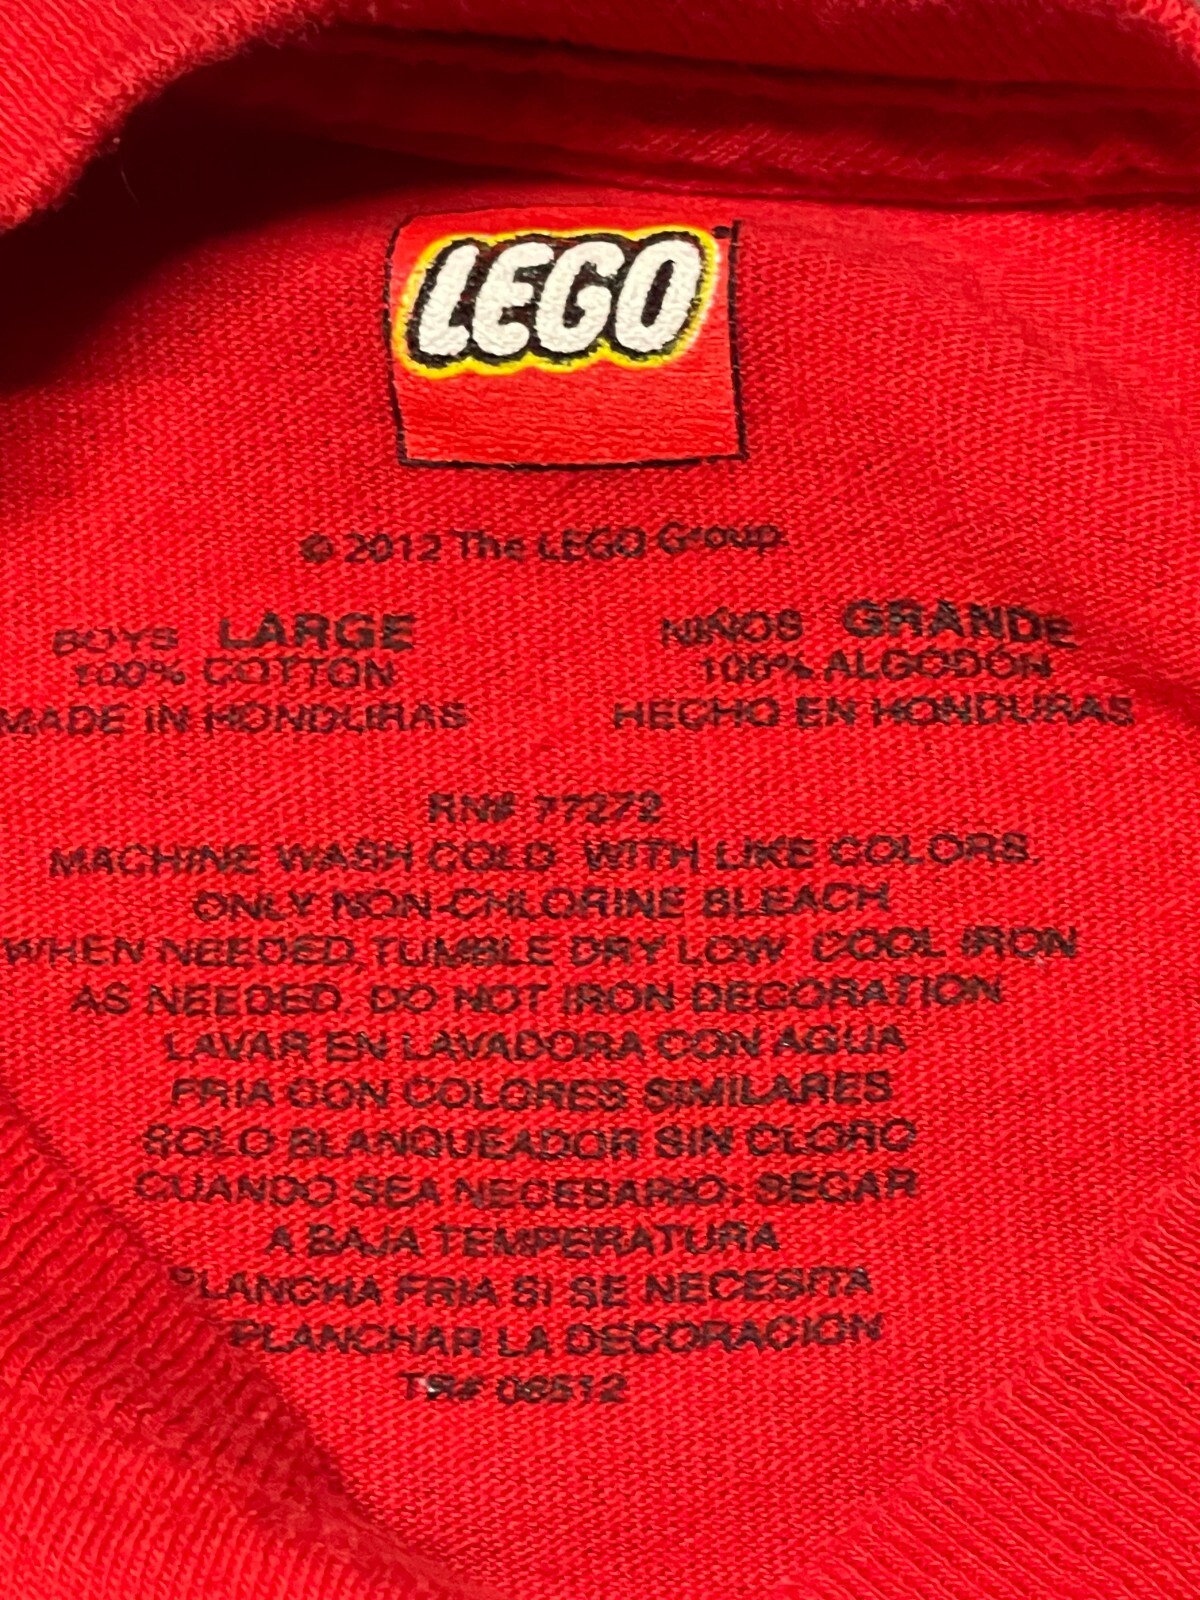 LEGO
© 2012 The LEGO Group.
BOYS LARGE
100% COTTON
MADE IN HONDURAS
NIÑOS GRANDE
100% ALGODÓN
HECHO EN HONDURAS
RN# 77272
MACHINE WASH COLD WITH LIKE COLORS.
ONLY NON-CHLORINE BLEACH
WHEN NEEDED, TUMBLE DRY LOW. COOL IRON
AS NEEDED. DO NOT IRON DECORATION
LAVAR EN LAVADORA CON AGUA
FRIA CON COLORES SIMILARES
SOLO BLANQUEADOR SIN CLORO
CUANDO SEA NECESARIO; SECAR
A BAJA TEMPERATURA
PLANCHA FRIA SI SE NECESITA
PLANCHAR LA DECORACION
TR# 06512